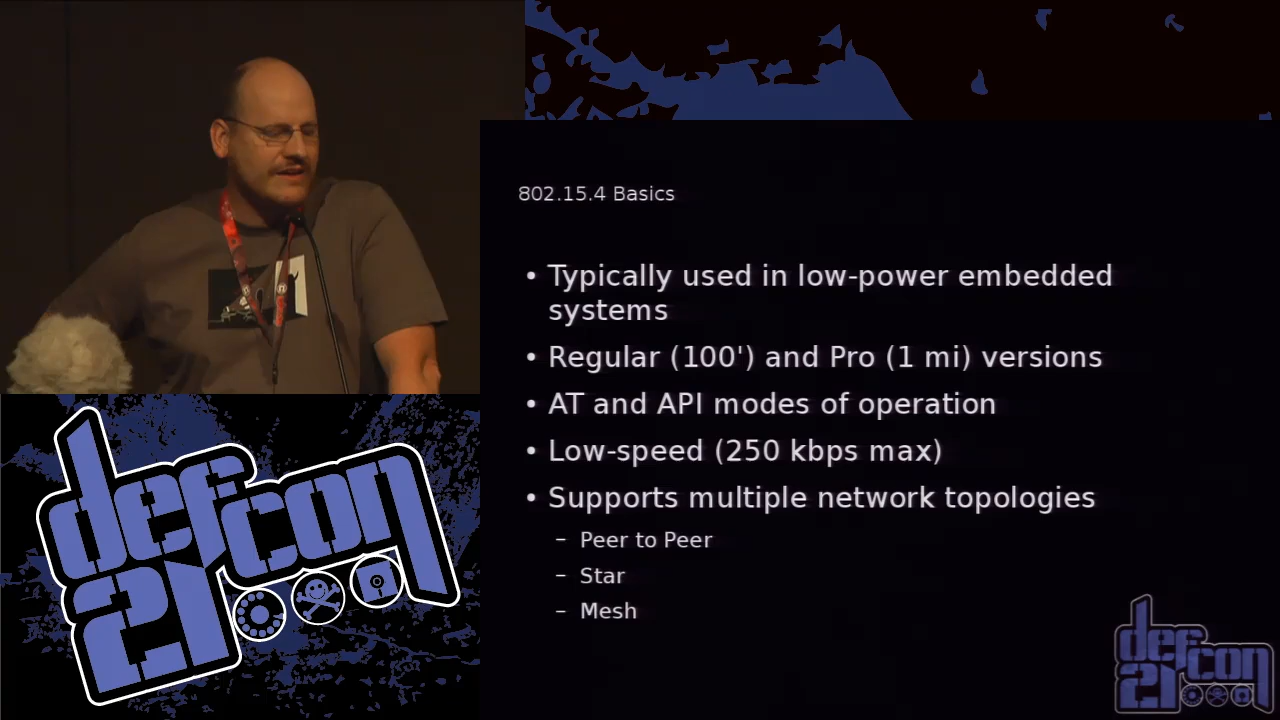 802.15.4 Basics
• Typically used in low-power embedded
systems
• Regular (100') and Pro (1 mi) versions
• AT and API modes of operation
• Low-speed (250 kbps max)
• Supports multiple network topologies
– Peer to Peer
– Star
– Mesh
defcon
21
defcon
21